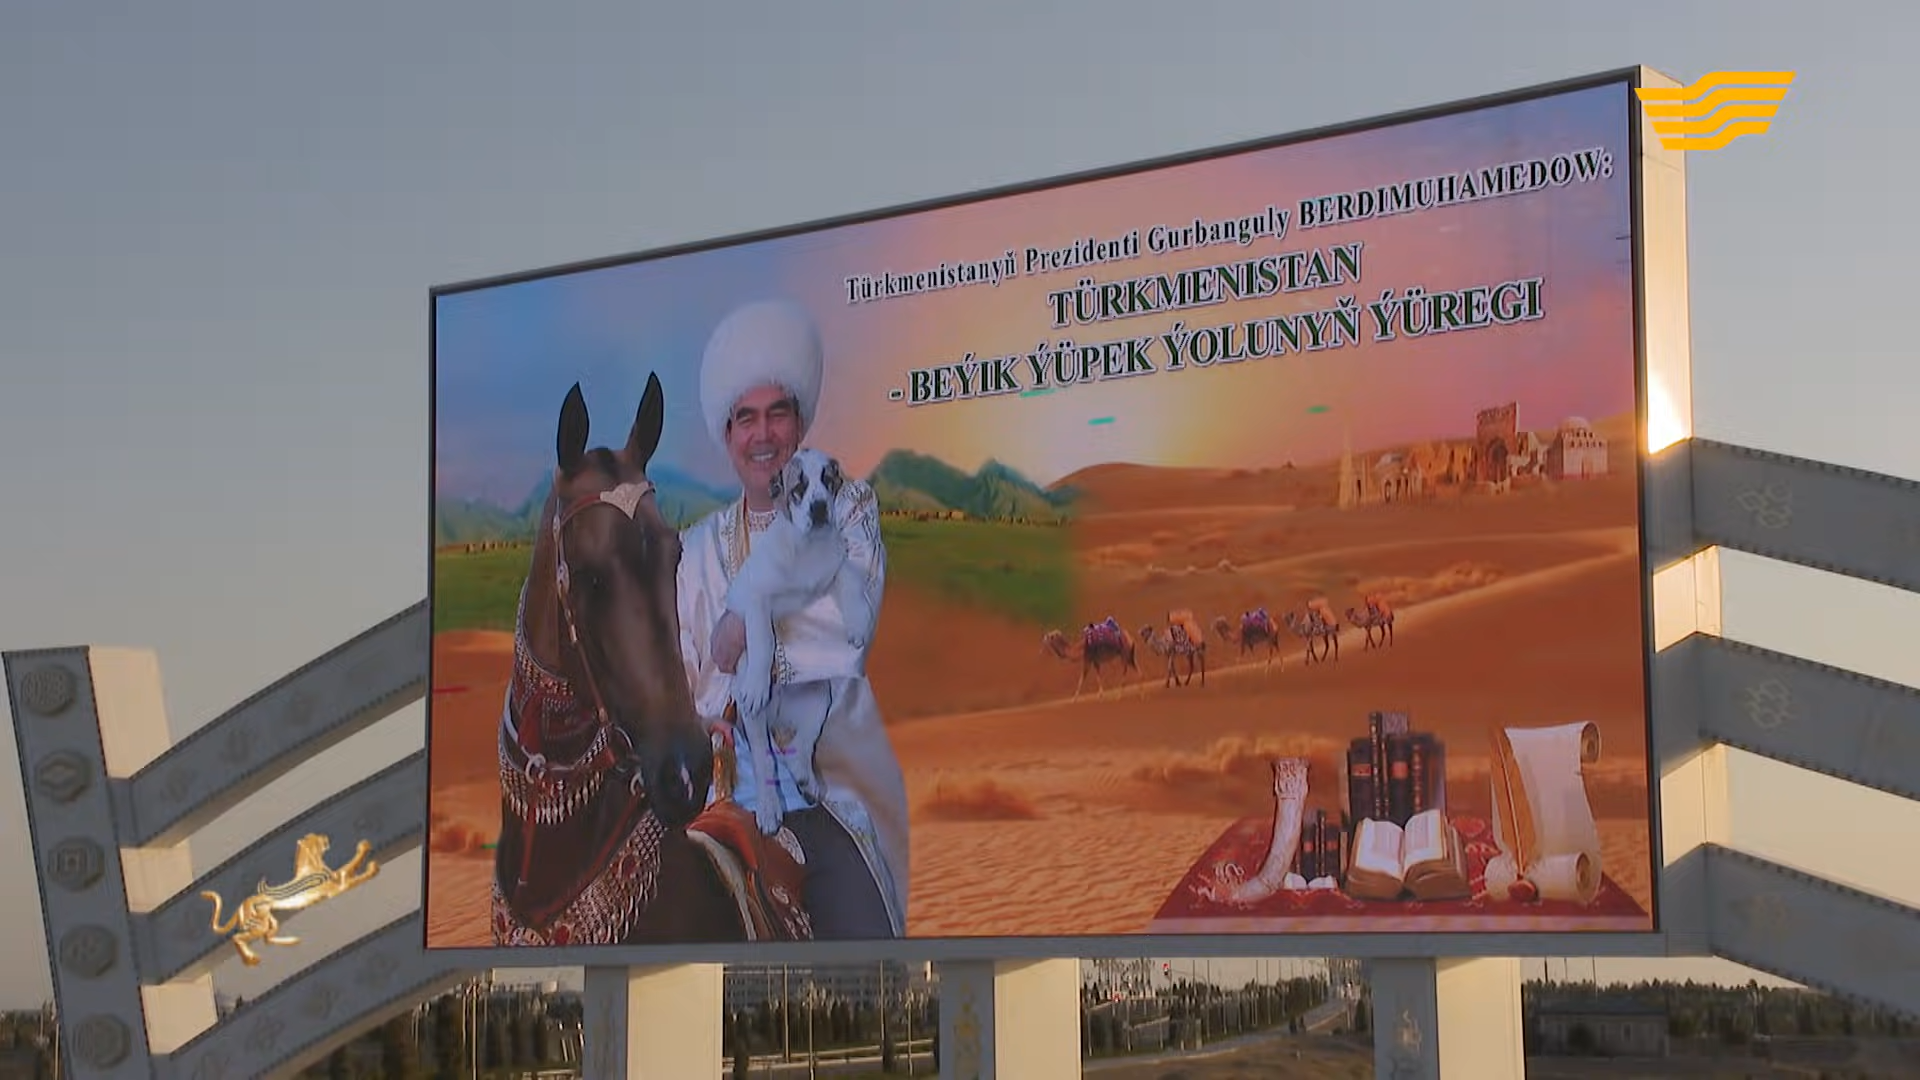 Türkmenistanyň Prezidenti Gurbanguly BERDIMUHAMEDOW:
TÜRKMENISTAN
- BEÝIK ÝÜPEK ÝOLUNYŇ ÝÜREGI